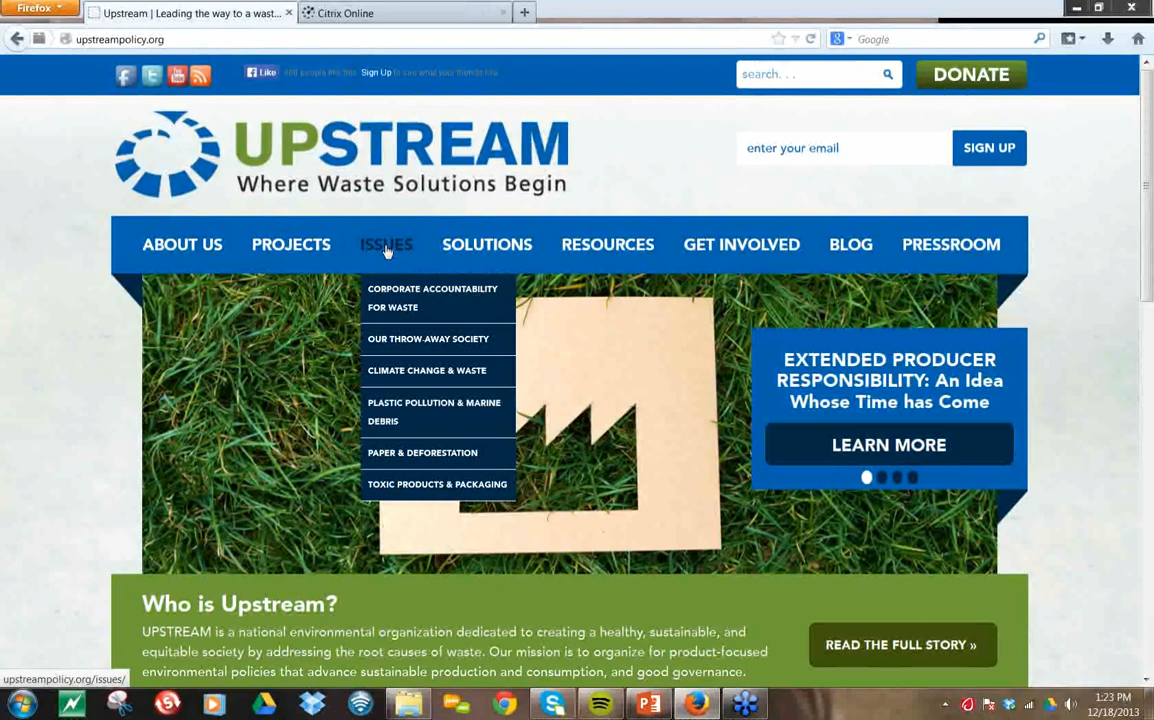 Firefox
Upstream | Leading the way to a wast...
Citrix Online
upstreampolicy.org
Google
Like
Sign Up
search. . .
DONATE
UPSTREAM
Where Waste Solutions Begin
enter your email
SIGN UP
ABOUT US
PROJECTS
ISSUES
SOLUTIONS
RESOURCES
GET INVOLVED
BLOG
PRESSROOM
CORPORATE ACCOUNTABILITY
FOR WASTE
OUR THROW-AWAY SOCIETY
CLIMATE CHANGE & WASTE
PLASTIC POLLUTION & MARINE
DEBRIS
PAPER & DEFORESTATION
TOXIC PRODUCTS & PACKAGING
EXTENDED PRODUCER
RESPONSIBILITY: An Idea
Whose Time has Come
LEARN MORE
Who is Upstream?
UPSTREAM is a national environmental organization dedicated to creating a healthy, sustainable, and
equitable society by addressing the root causes of waste. Our mission is to organize for product-focused
environmental policies that advance sustainable production and consumption, and good governance.
READ THE FULL STORY »
upstreampolicy.org/issues/
1:23 PM
12/18/2013